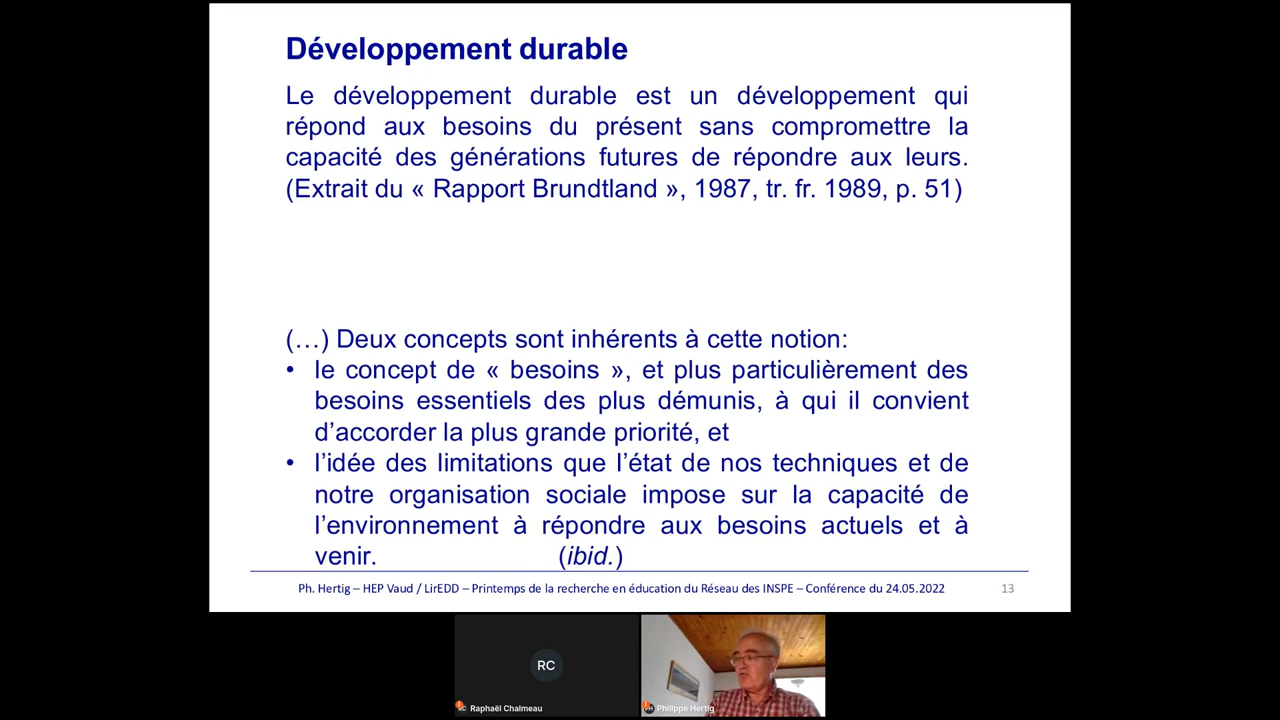 Développement durable
Le développement durable est un développement qui
répond aux besoins du présent sans compromettre la
capacité des générations futures de répondre aux leurs.
(Extrait du « Rapport Brundtland », 1987, tr. fr. 1989, p. 51)
(…) Deux concepts sont inhérents à cette notion:
• le concept de « besoins », et plus particulièrement des
besoins essentiels des plus démunis, à qui il convient
d’accorder la plus grande priorité, et
• l’idée des limitations que l’état de nos techniques et de
notre organisation sociale impose sur la capacité de
l’environnement à répondre aux besoins actuels et à
venir. (ibid.)
Ph. Hertig – HEP Vaud / LirEDD – Printemps de la recherche en éducation du Réseau des INSPE – Conférence du 24.05.2022 13
RC
RC Raphaël Chalmeau
PH Philippe Hertig